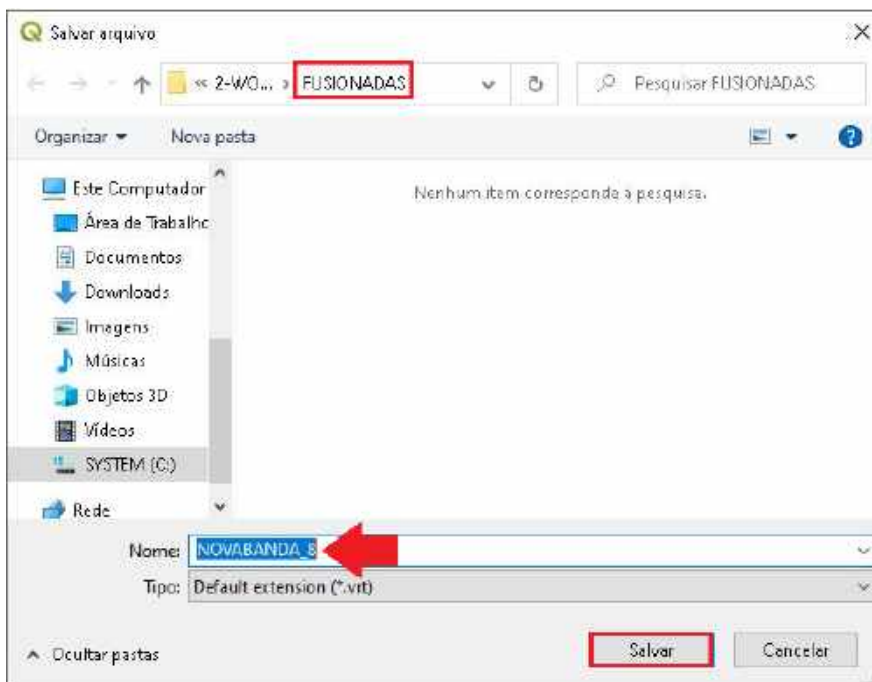 Salvar arquivo
« 2-WO... › FUSIONADAS
Pesquisar FUSIONADAS
Organizar
Nova pasta
Este Computador
Área de Trabalhc
Documentos
Downloads
Imagens
Músicas
Objetos 3D
Vídeos
SYSTEM (C:)
Rede
Nenhum item corresponde a pesquisa.
Nome: NOVABANDA_8
Tipo: Default extension (*.vrt)
Ocultar pastas
Salvar
Cancelar